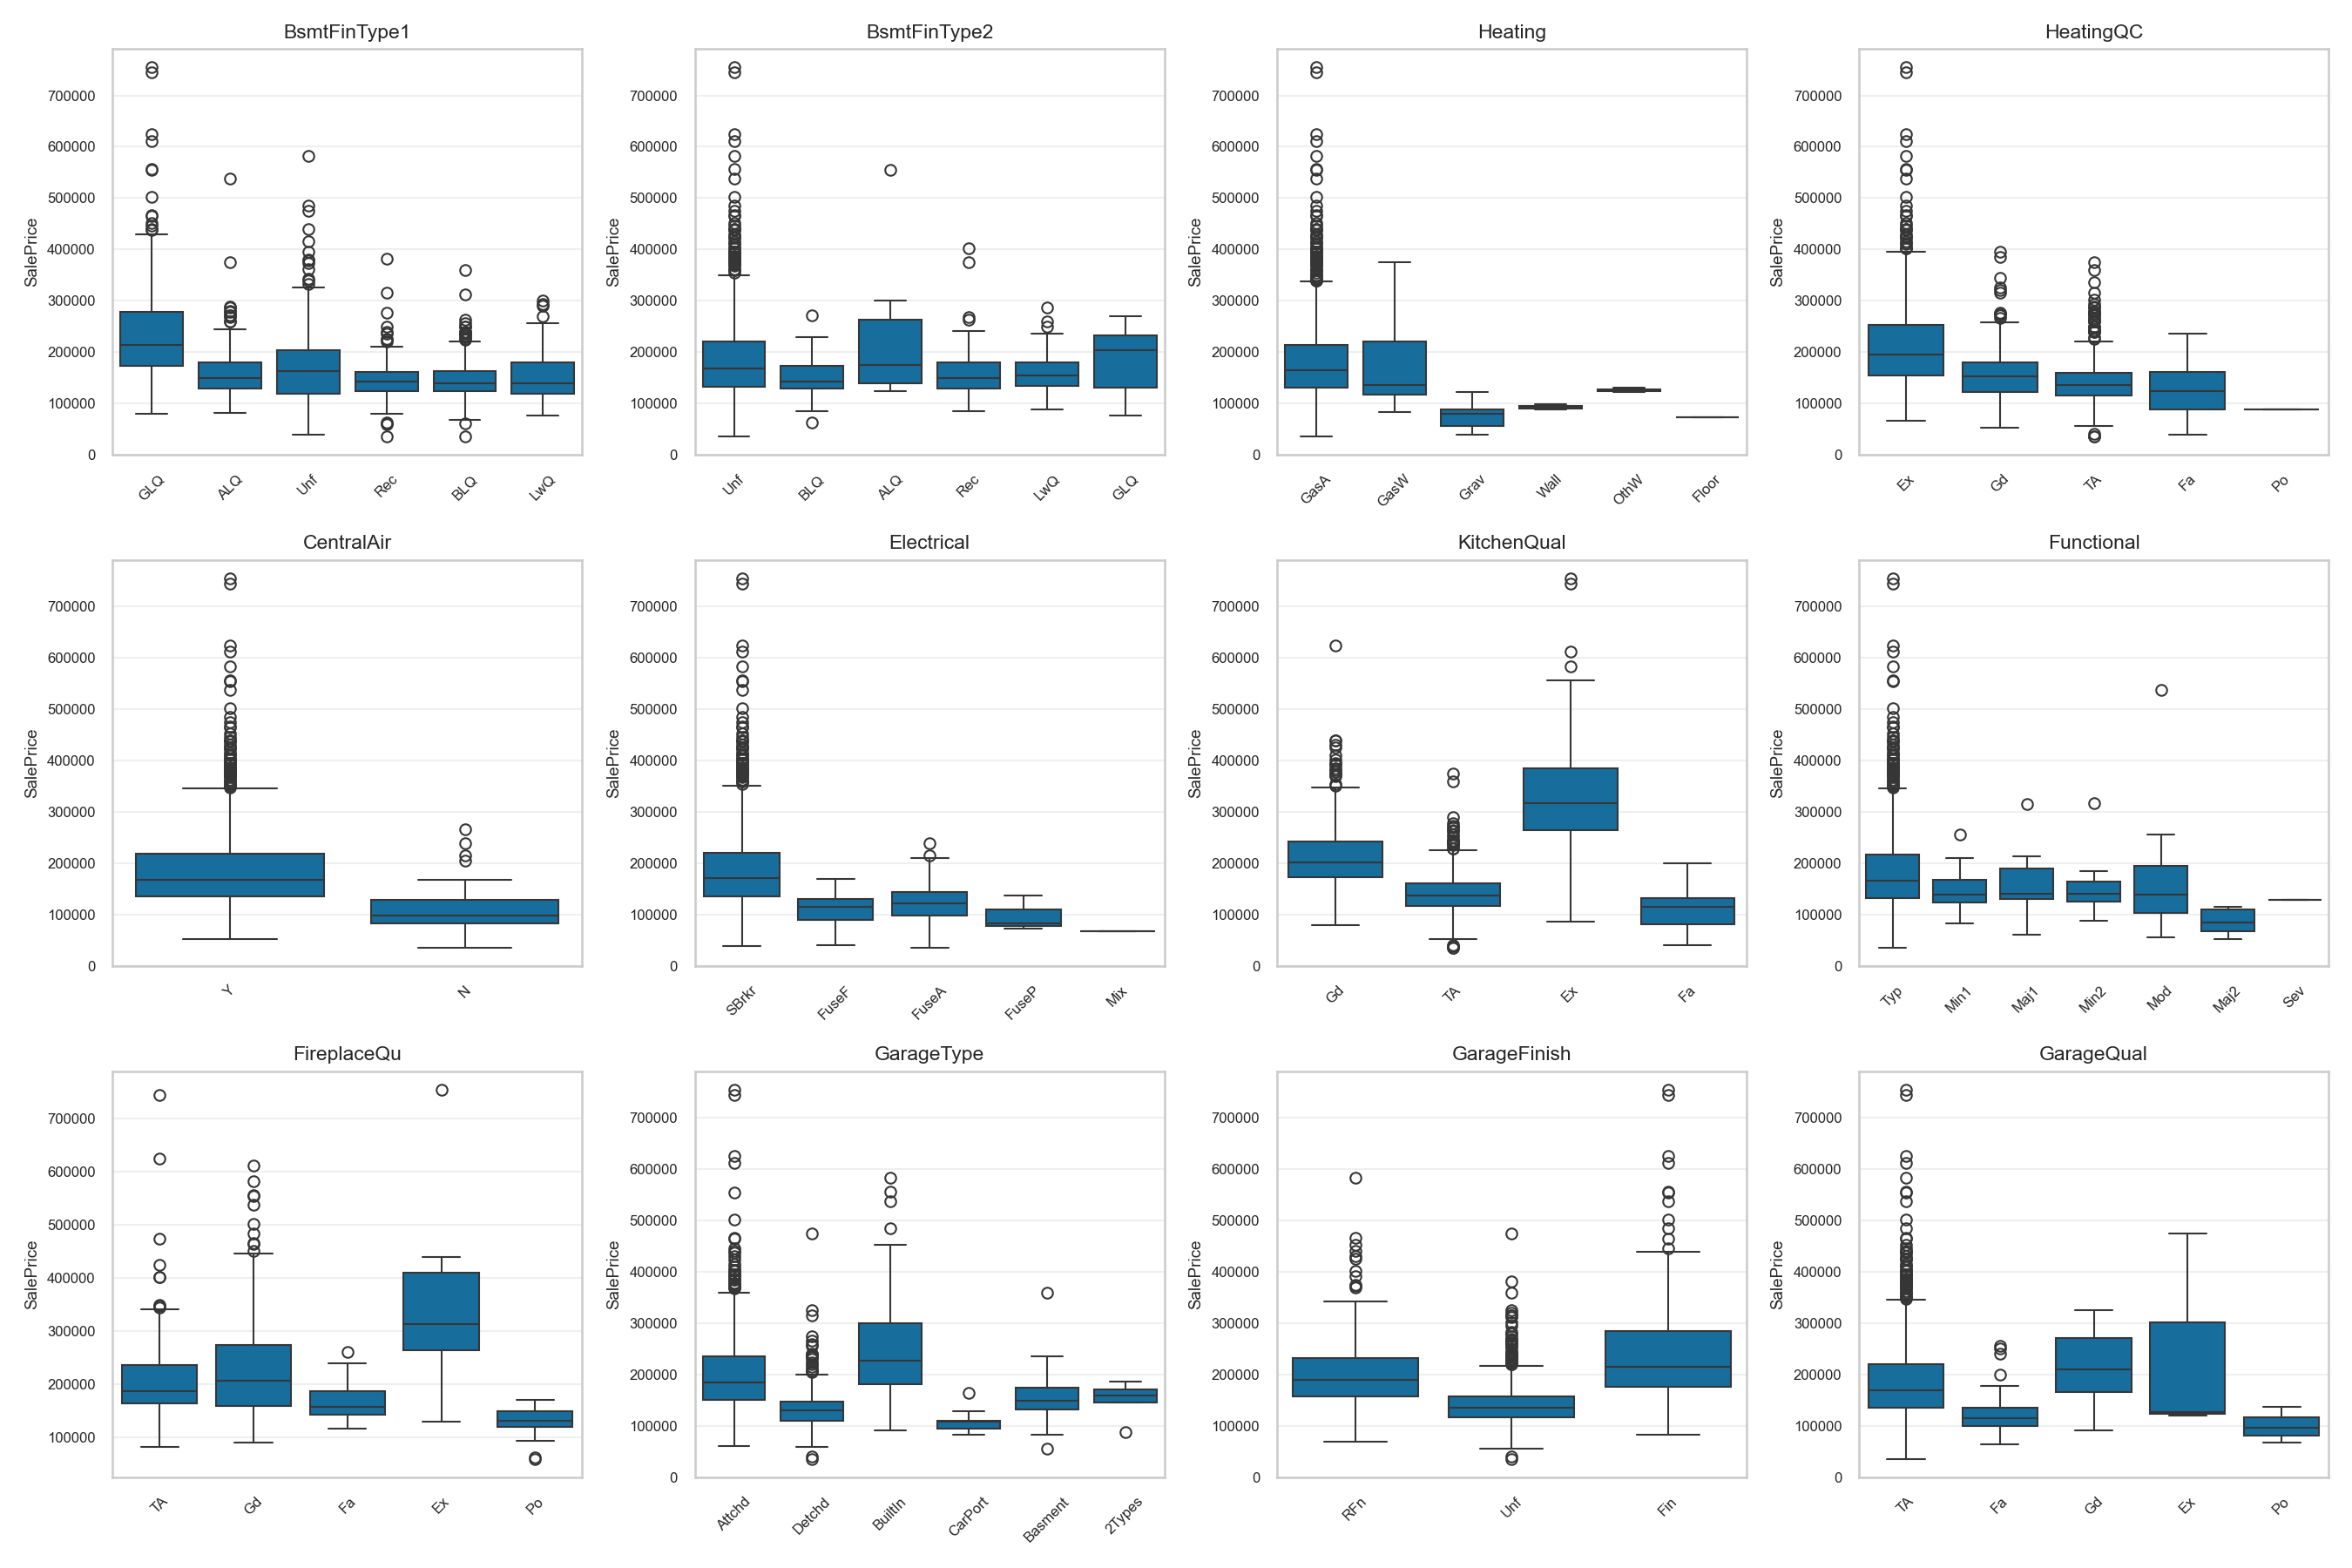 BsmtFinType1
SalePrice
700000
600000
500000
400000
300000
200000
100000
0
GLQ
ALQ
Unf
Rec
BLQ
LwQ
BsmtFinType2
SalePrice
700000
600000
500000
400000
300000
200000
100000
0
Unf
BLQ
ALQ
Rec
LwQ
GLQ
Heating
SalePrice
700000
600000
500000
400000
300000
200000
100000
0
GasA
GasW
Grav
Wall
OthW
Floor
HeatingQC
SalePrice
700000
600000
500000
400000
300000
200000
100000
0
Ex
Gd
TA
Fa
Po
CentralAir
SalePrice
700000
600000
500000
400000
300000
200000
100000
0
Y
N
Electrical
SalePrice
700000
600000
500000
400000
300000
200000
100000
0
SBrkr
FuseF
FuseA
FuseP
Mix
KitchenQual
SalePrice
700000
600000
500000
400000
300000
200000
100000
0
Gd
TA
Ex
Fa
Functional
SalePrice
700000
600000
500000
400000
300000
200000
100000
0
Typ
Min1
Maj1
Min2
Mod
Maj2
Sev
FireplaceQu
SalePrice
700000
600000
500000
400000
300000
200000
100000
TA
Gd
Fa
Ex
Po
GarageType
SalePrice
700000
600000
500000
400000
300000
200000
100000
0
Attchd
Detchd
BuiltIn
CarPort
Basment
2Types
GarageFinish
SalePrice
700000
600000
500000
400000
300000
200000
100000
0
RFn
Unf
Fin
GarageQual
SalePrice
700000
600000
500000
400000
300000
200000
100000
0
TA
Fa
Gd
Ex
Po